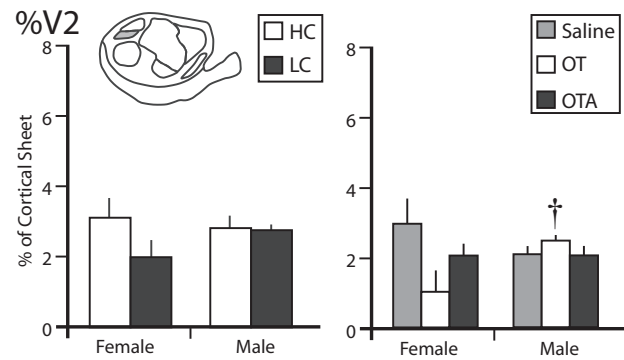 %V2
HC
LC
Saline
OT
OTA
% of Cortical Sheet
8
6
4
2
0
Female
Male
8
6
4
2
0
†
Female
Male